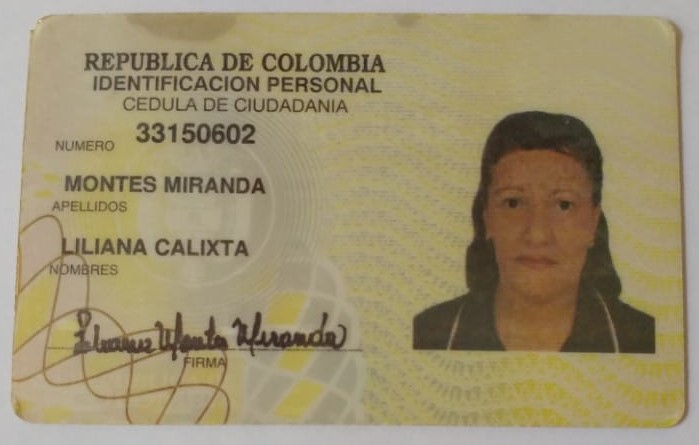 REPUBLICA DE COLOMBIA
IDENTIFICACION PERSONAL
CEDULA DE CIUDADANIA
NUMERO 33150602
MONTES MIRANDA
APELLIDOS
LILIANA CALIXTA
NOMBRES
Liliana Montes Miranda
FIRMA